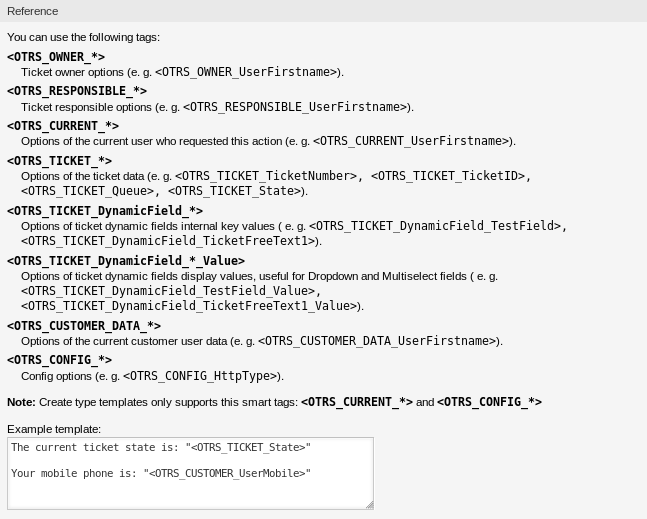 Reference
You can use the following tags:
<OTRS_OWNER_*>
Ticket owner options (e. g. <OTRS_OWNER_UserFirstname>).
<OTRS_RESPONSIBLE_*>
Ticket responsible options (e. g. <OTRS_RESPONSIBLE_UserFirstname>).
<OTRS_CURRENT_*>
Options of the current user who requested this action (e. g. <OTRS_CURRENT_UserFirstname>).
<OTRS_TICKET_*>
Options of the ticket data (e. g. <OTRS_TICKET_TicketNumber>, <OTRS_TICKET_TicketID>,
<OTRS_TICKET_Queue>, <OTRS_TICKET_State>).
<OTRS_TICKET_DynamicField_*>
Options of ticket dynamic fields internal key values ( e. g. <OTRS_TICKET_DynamicField_TestField>,
<OTRS_TICKET_DynamicField_TicketFreeText1>).
<OTRS_TICKET_DynamicField_*_Value>
Options of ticket dynamic fields display values, useful for Dropdown and Multiselect fields ( e. g.
<OTRS_TICKET_DynamicField_TestField_Value>,
<OTRS_TICKET_DynamicField_TicketFreeText1_Value>).
<OTRS_CUSTOMER_DATA_*>
Options of the current customer user data (e. g. <OTRS_CUSTOMER_DATA_UserFirstname>).
<OTRS_CONFIG_*>
Config options (e. g. <OTRS_CONFIG_HttpType>).
Note: Create type templates only supports this smart tags: <OTRS_CURRENT_*> and <OTRS_CONFIG_*>
Example template:
The current ticket state is: "<OTRS_TICKET_State>"
Your mobile phone is: "<OTRS_CUSTOMER_UserMobile>"